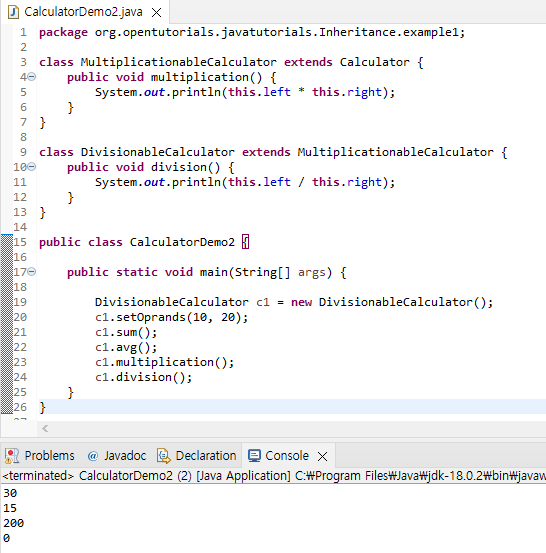 CalculatorDemo2.java
1 package org.opentutorials.javatutorials.Inheritance.example1;
2
3 class MultiplicationableCalculator extends Calculator {
4 public void multiplication() {
5 System.out.println(this.left * this.right);
6 }
7 }
8
9 class DivisionableCalculator extends MultiplicationableCalculator {
10 public void division() {
11 System.out.println(this.left / this.right);
12 }
13 }
14
15 public class CalculatorDemo2 {
16
17 public static void main(String[] args) {
18
19 DivisionableCalculator c1 = new DivisionableCalculator();
20 c1.setOprands(10, 20);
21 c1.sum();
22 c1.avg();
23 c1.multiplication();
24 c1.division();
25 }
26 }
Problems @ Javadoc Declaration Console
<terminated> CalculatorDemo2 (2) [Java Application] C:₩Program Files₩Java₩jdk-18.0.2₩bin₩javaw
30
15
200
0